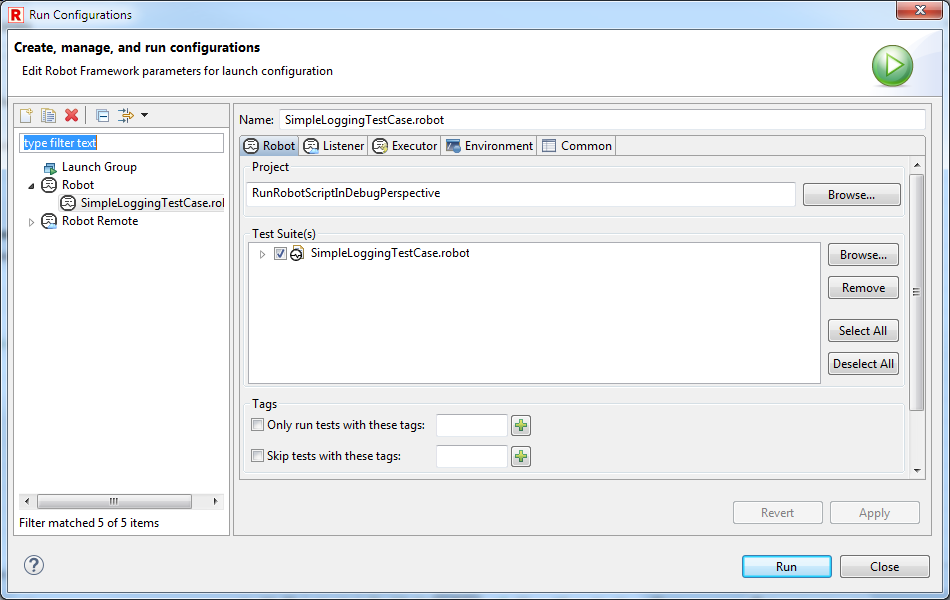 Run Configurations
Create, manage, and run configurations
Edit Robot Framework parameters for launch configuration
type filter text
Launch Group
Robot
SimpleLoggingTestCase.rol
Robot Remote
Filter matched 5 of 5 items
Name: SimpleLoggingTestCase.robot
Robot Listener Executor Environment Common
Project
RunRobotScriptInDebugPerspective Browse...
Test Suite(s)
SimpleLoggingTestCase.robot Browse...
Remove
Select All
Deselect All
Tags
Only run tests with these tags:
Skip tests with these tags:
Revert Apply
Run Close